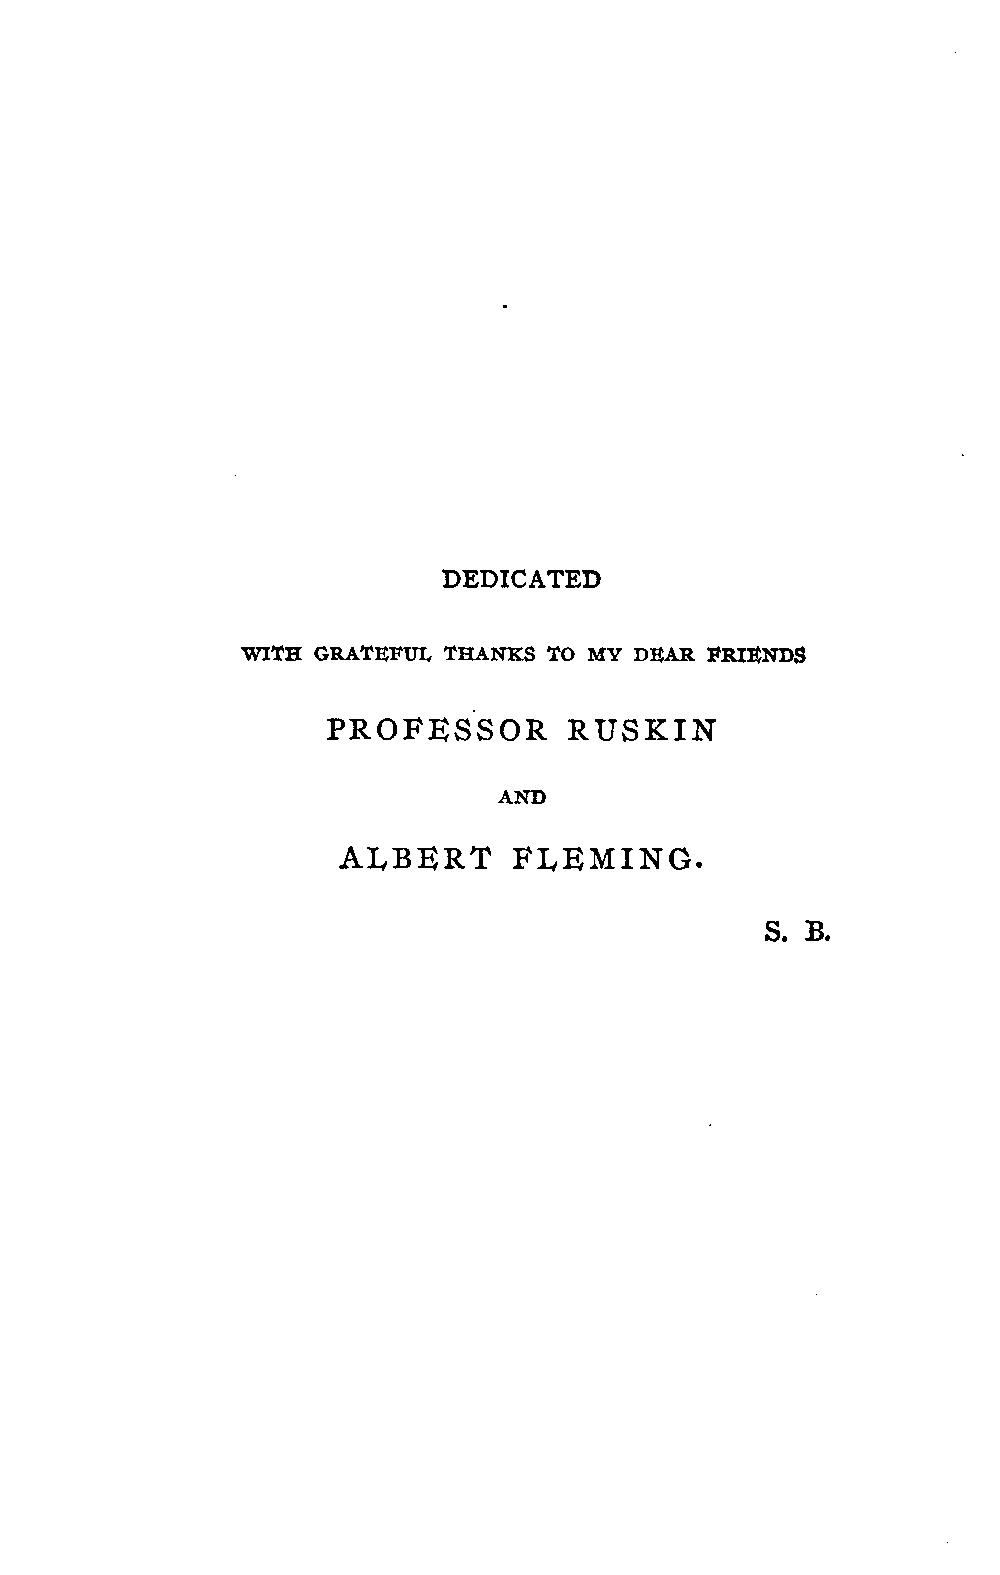 DEDICATED
WITH GRATEFUL THANKS TO MY DEAR FRIENDS
PROFESSOR RUSKIN
AND
ALBERT FLEMING.
S. B.